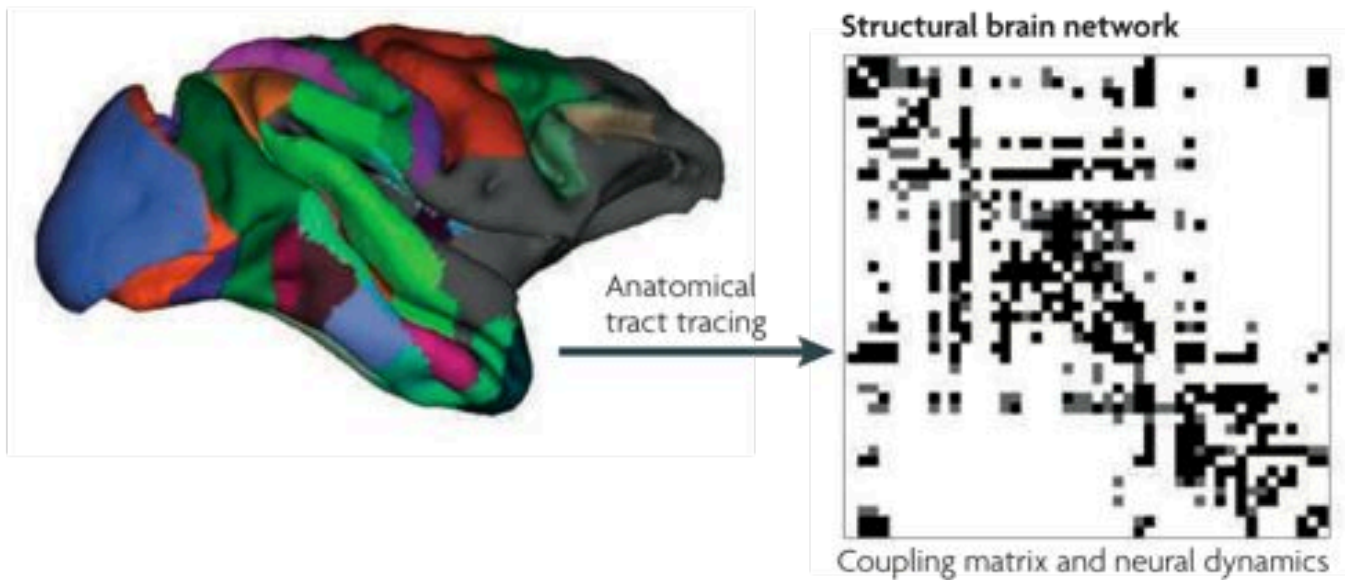 Structural brain network
Anatomical
tract tracing
Coupling matrix and neural dynamics